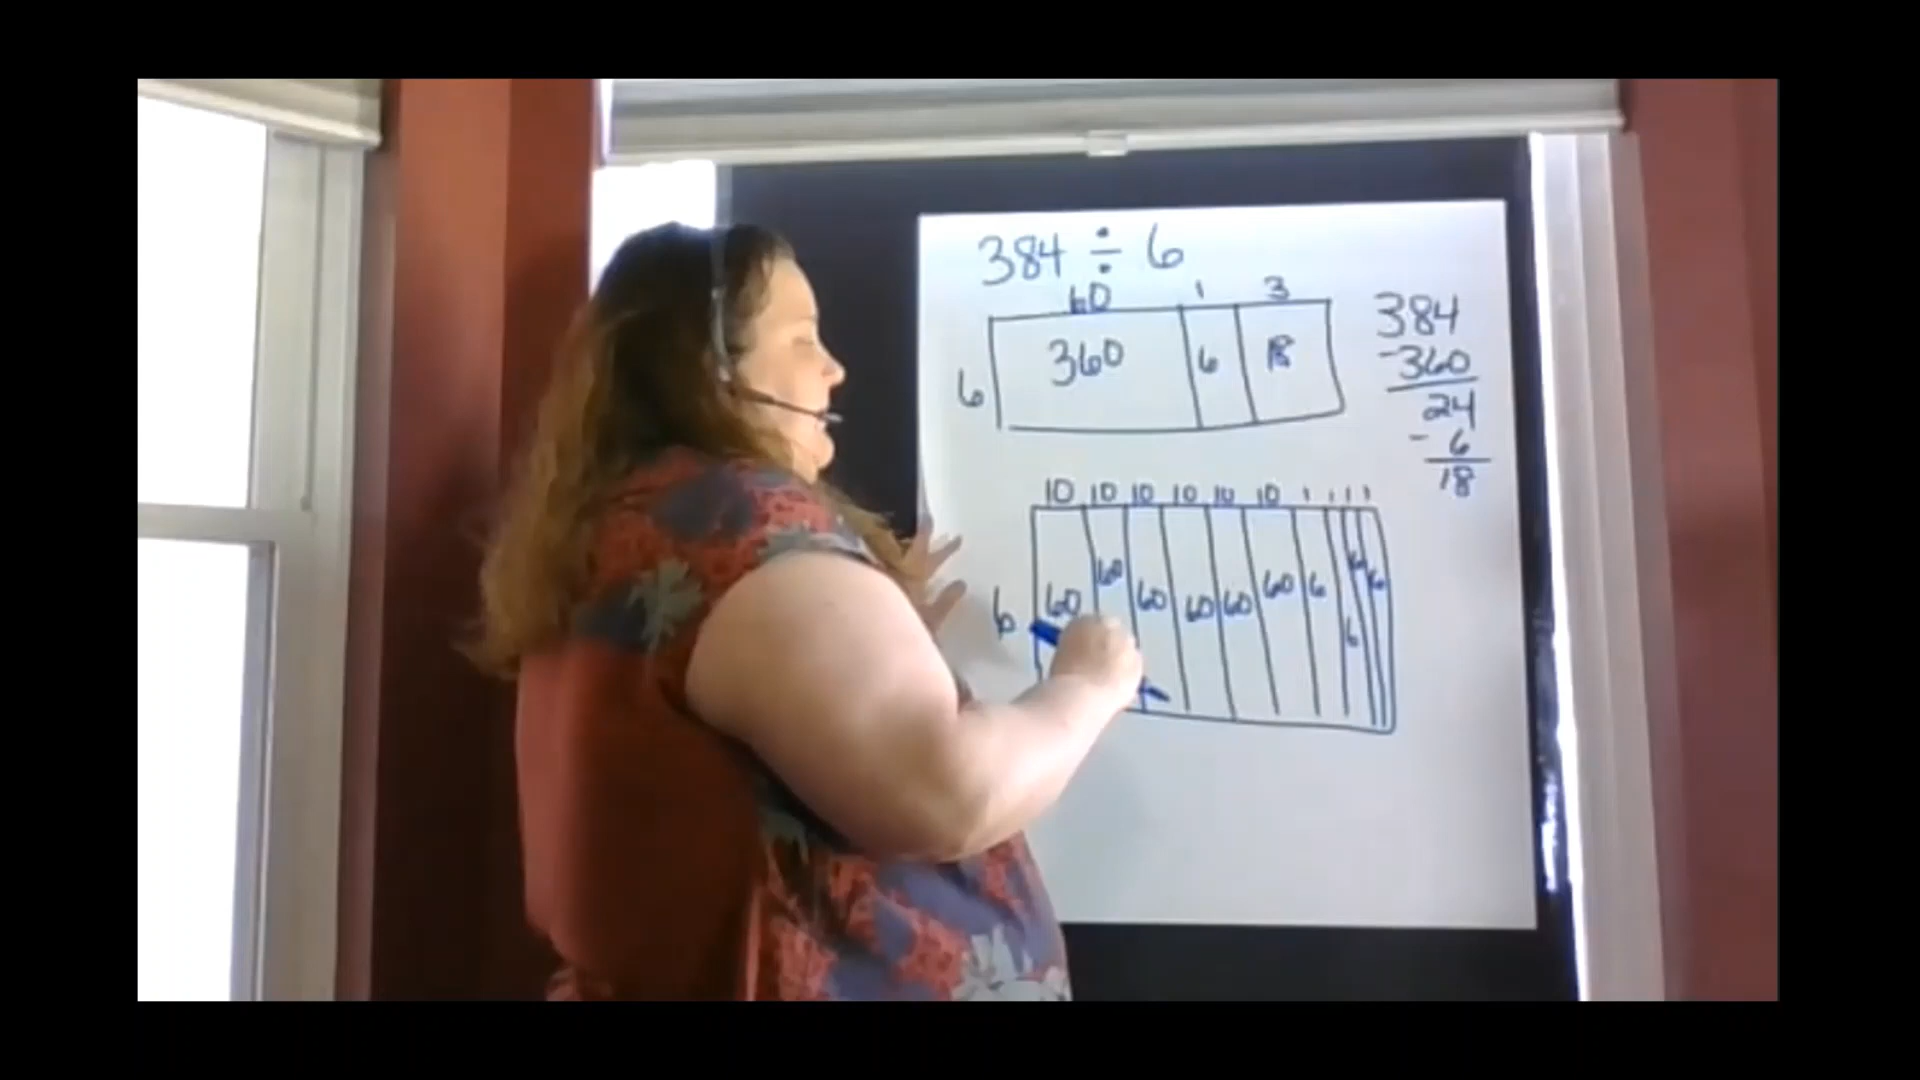 384 ÷ 6
60 1 3
6 360 6 18
384
-360
24
- 6
18
10 10 10 10 10 10 1 1 1 1
6 60 60 60 60 60 60 6 6 6 6